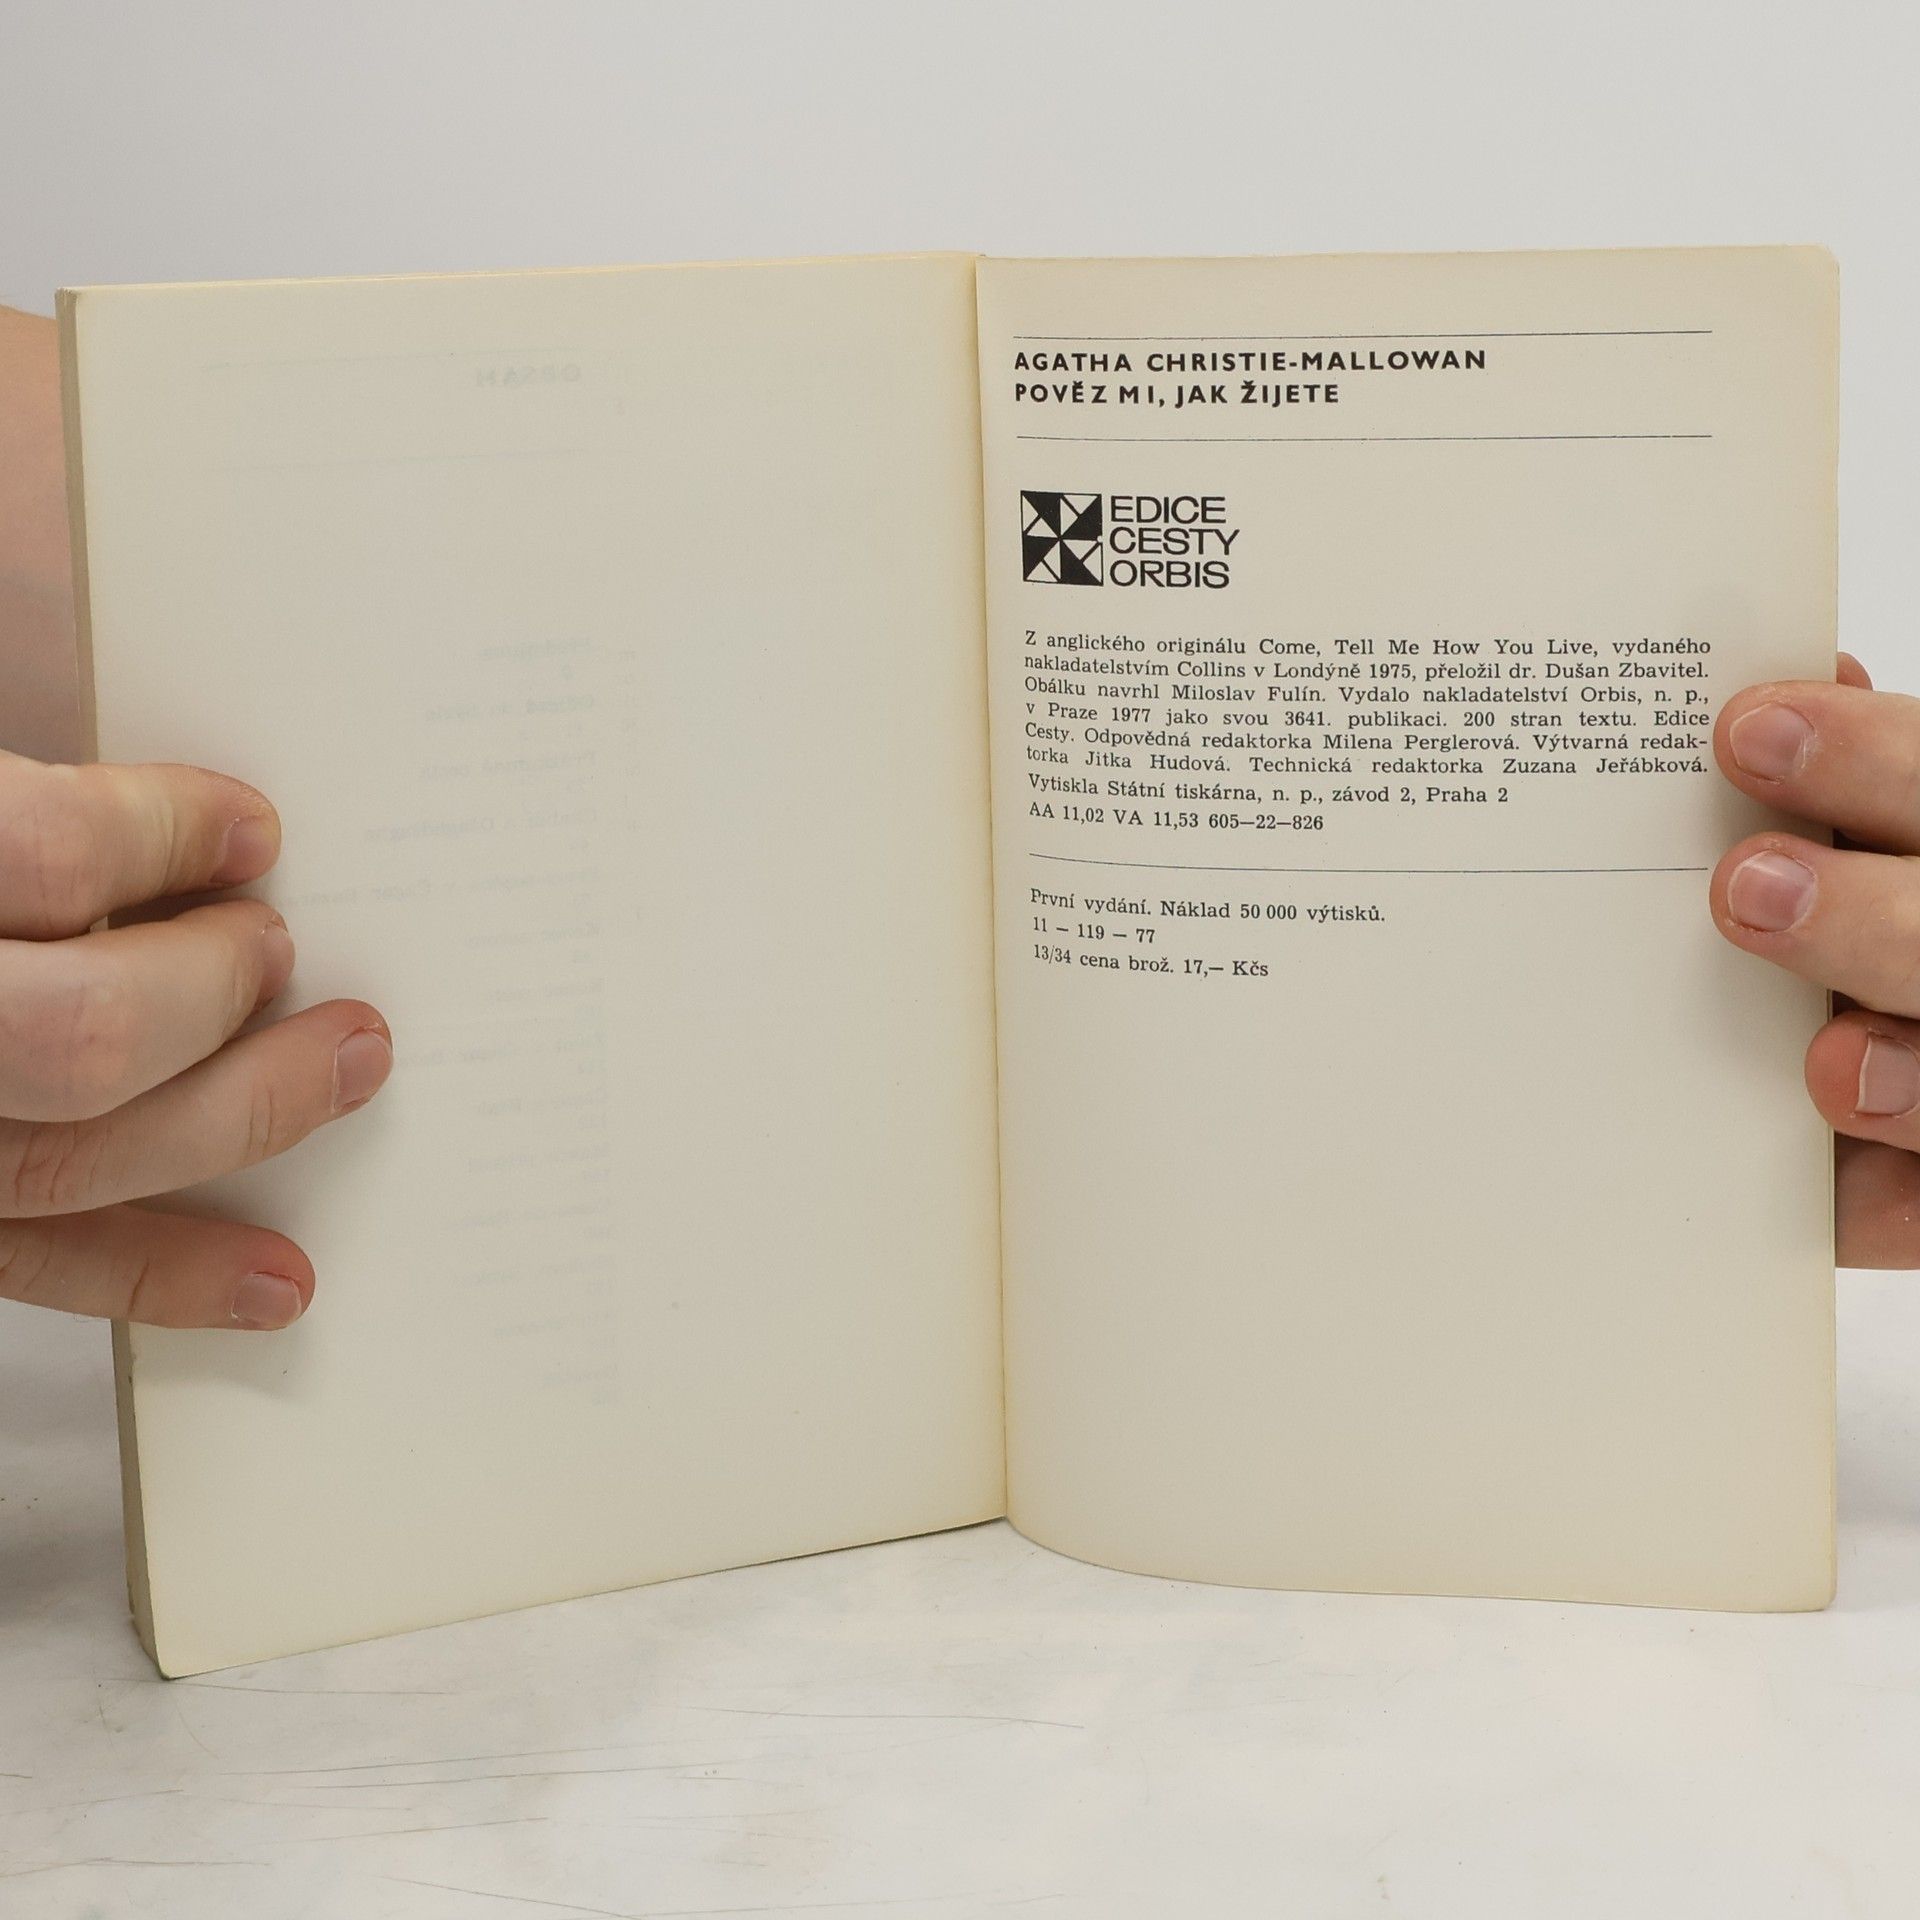 OBSAH
AGATHA CHRISTIE-MALLOWAN
POVĚZ MI, JAK ŽIJETE
EDICE
CESTY
ORBIS
Z anglického originálu Come, Tell Me How You Live, vydaného
nakladatelstvím Collins v Londýně 1975, přeložil dr. Dušan Zbavitel.
Obálku navrhl Miloslav Fulín. Vydalo nakladatelství Orbis, n. p.,
v Praze 1977 jako svou 3641. publikaci. 200 stran textu. Edice
Cesty. Odpovědná redaktorka Milena Perglerová. Výtvarná redak-
torka Jitka Hudová. Technická redaktorka Zuzana Jeřábková.
Vytiskla Státní tiskárna, n. p., závod 2, Praha 2
AA 11,02 VA 11,53 605—22—826
První vydání. Náklad 50 000 výtisků.
11 — 119 — 77
13/34 cena brož. 17,— Kčs